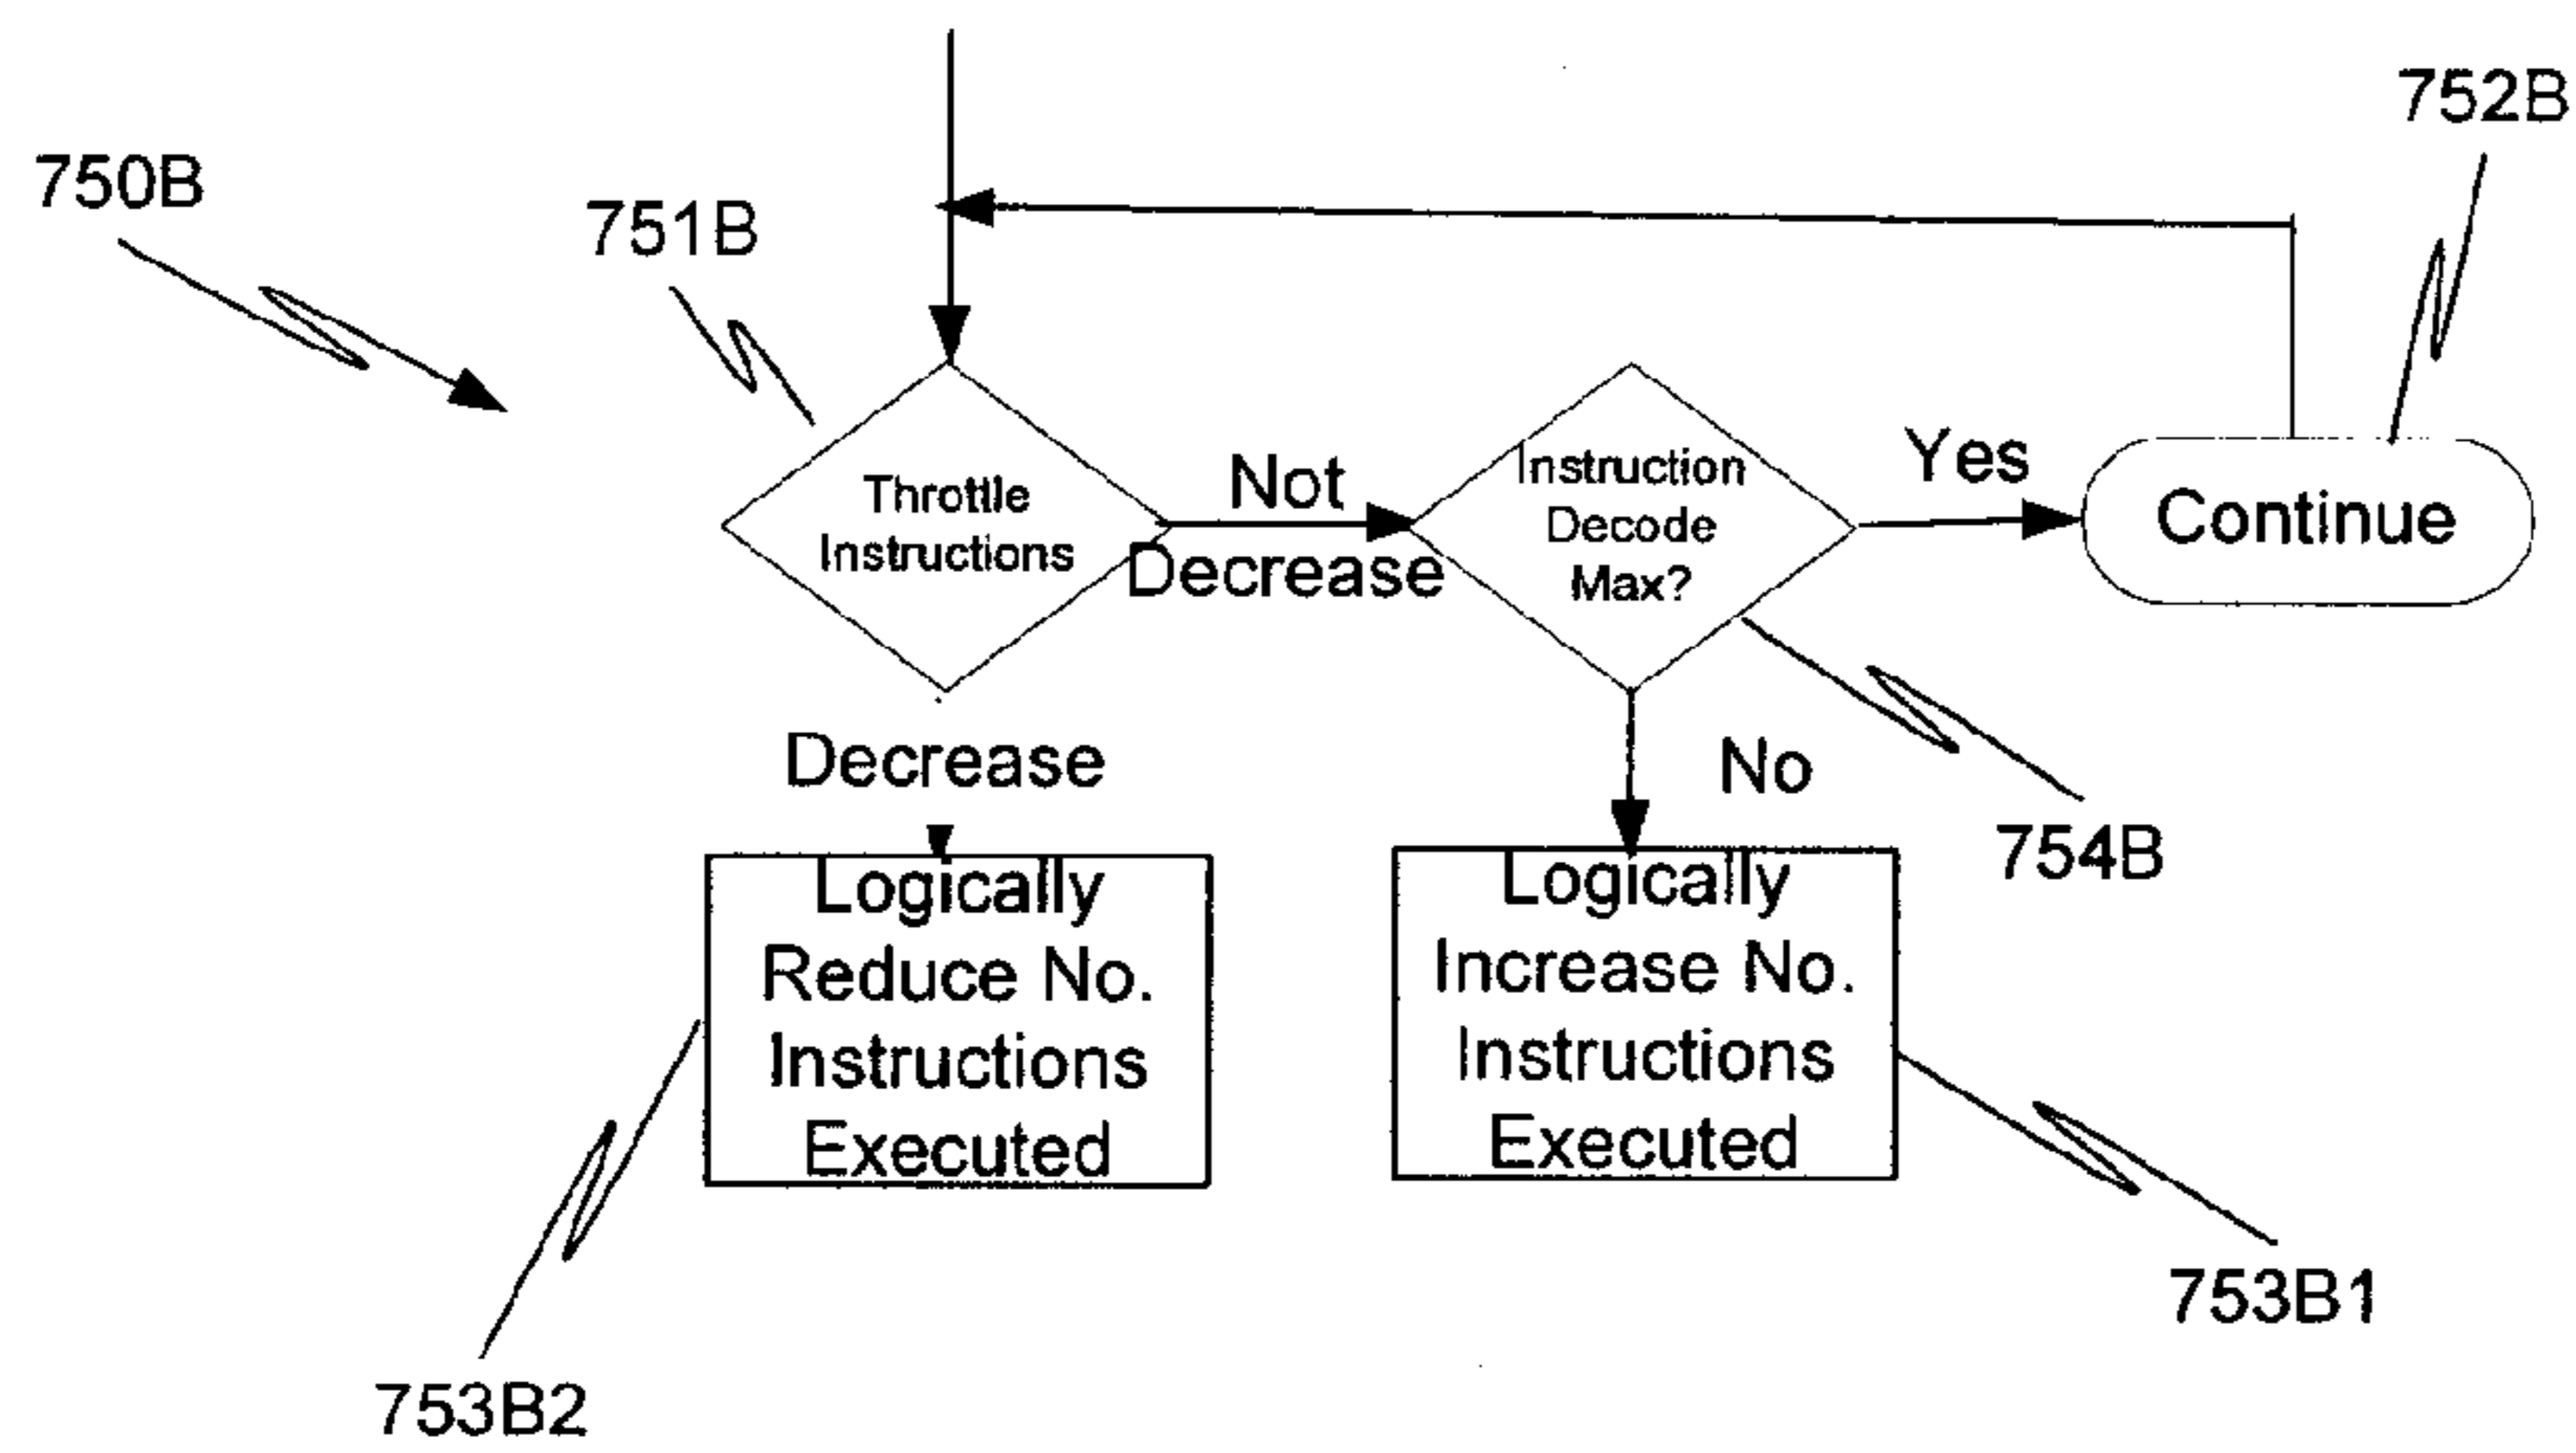 752B
750B
751B
Throttle
Instructions
Not
Decrease
Instruction
Decode
Max?
Yes
Continue
Decrease
No
754B
Logically
Reduce No.
Instructions
Executed
Logically
Increase No.
Instructions
Executed
753B1
753B2